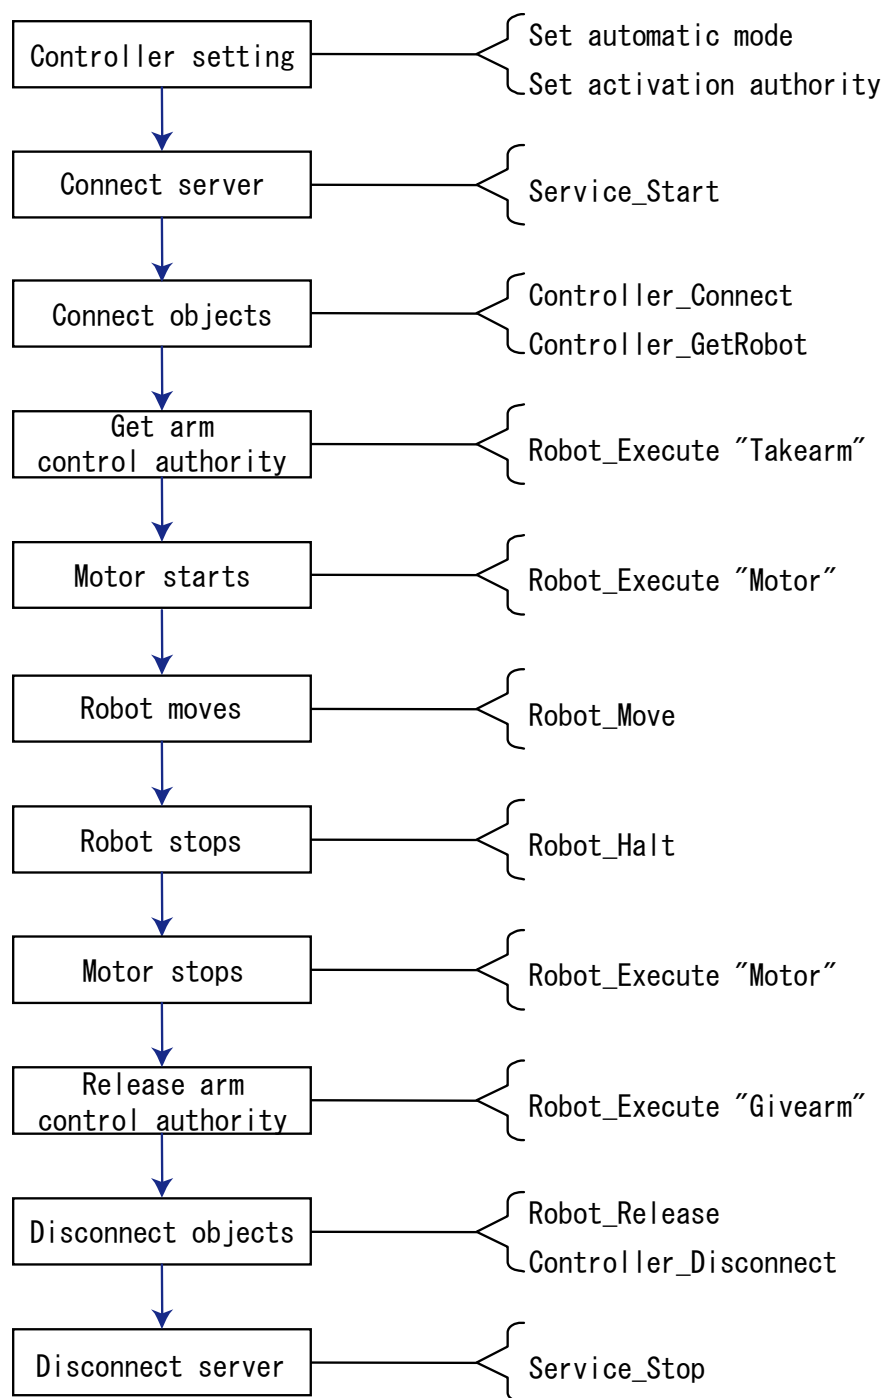 Controller setting
Set automatic mode
Set activation authority
Connect server
Service_Start
Connect objects
Controller_Connect
Controller_GetRobot
Get arm
control authority
Robot_Execute "Takearm"
Motor starts
Robot_Execute "Motor"
Robot moves
Robot_Move
Robot stops
Robot_Halt
Motor stops
Robot_Execute "Motor"
Release arm
control authority
Robot_Execute "Givearm"
Disconnect objects
Robot_Release
Controller_Disconnect
Disconnect server
Service_Stop